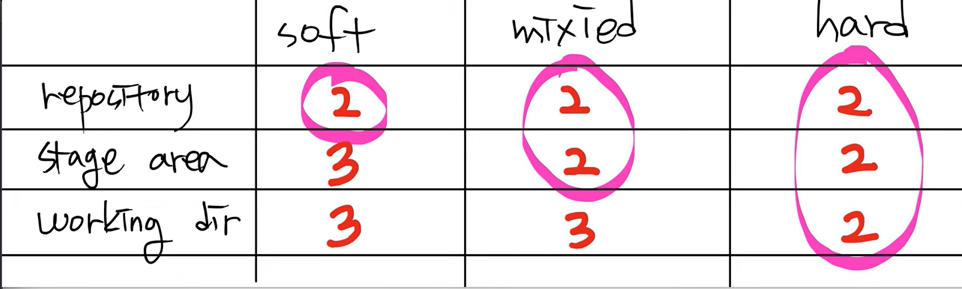 soft mixied hard
repository 2 2 2
stage area 3 2 2
working dir 3 3 2